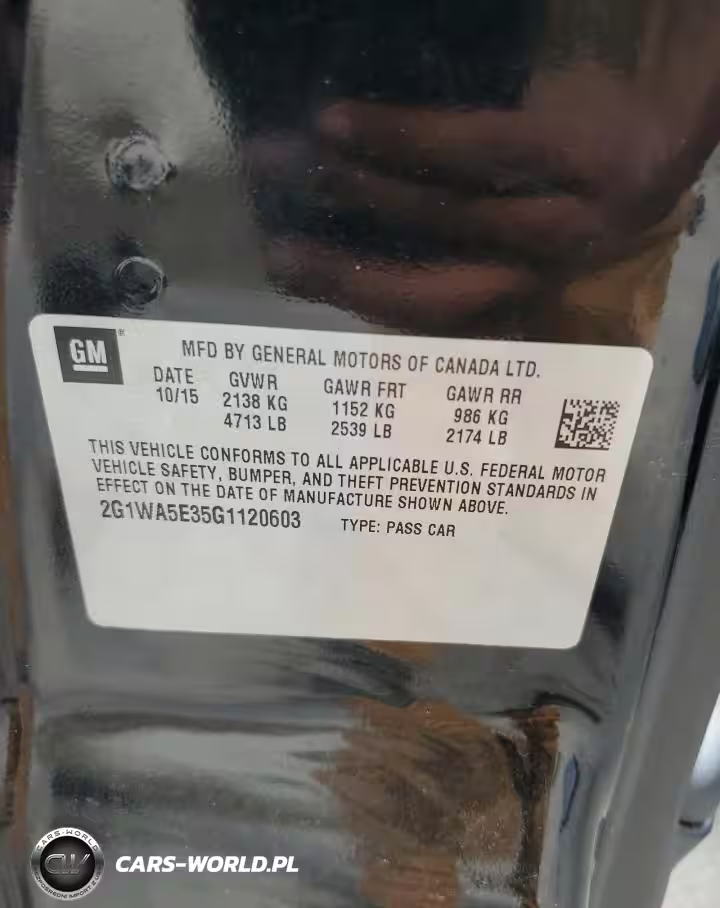 GM®
MFD BY GENERAL MOTORS OF CANADA LTD.
DATE GVWR GAWR FRT GAWR RR
10/15 2138 KG 1152 KG 986 KG
4713 LB 2539 LB 2174 LB
THIS VEHICLE CONFORMS TO ALL APPLICABLE U.S. FEDERAL MOTOR
VEHICLE SAFETY, BUMPER, AND THEFT PREVENTION STANDARDS IN
EFFECT ON THE DATE OF MANUFACTURE SHOWN ABOVE.
2G1WA5E35G1120603 TYPE: PASS CAR
CARS-WORLD
CW
CARS-WORLD.PL